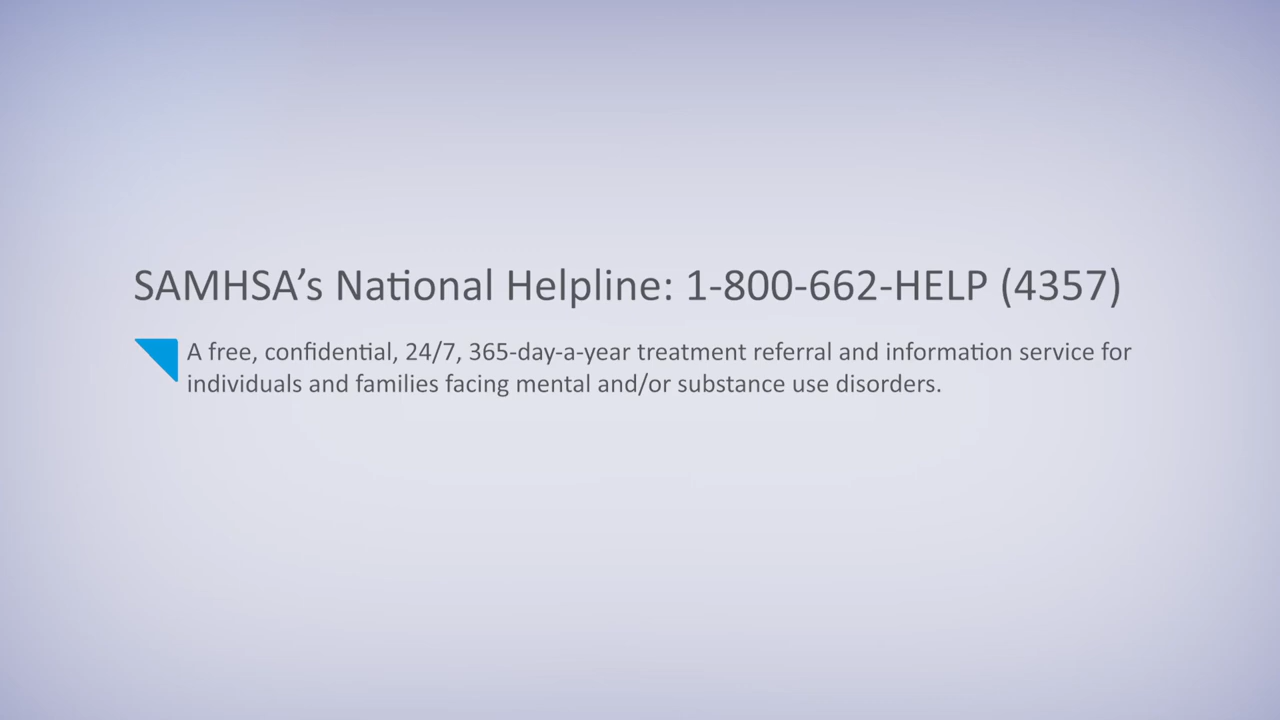 SAMHSA’s National Helpline: 1-800-662-HELP (4357)
A free, confidential, 24/7, 365-day-a-year treatment referral and information service for
individuals and families facing mental and/or substance use disorders.